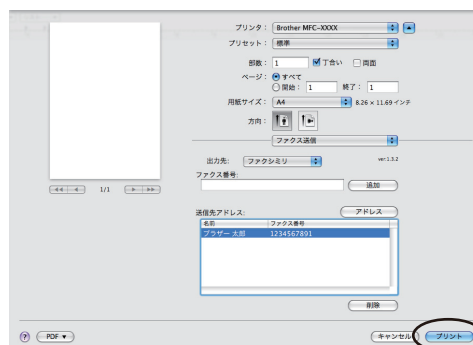 プリンタ： Brother MFC-XXXX
プリセット： 標準
部数： 1 丁合い 両面
ページ： すべて
開始： 1 終了： 1
用紙サイズ： A4 8.26 × 11.69 インチ
方向：
ファクス送信
出力先： ファクシミリ ver.1.3.2
ファクス番号：
追加
1/1
送信先アドレス： アドレス
名前 ファクス番号
ブラザー 太郎 1234567891
削除
? PDF キャンセル プリント